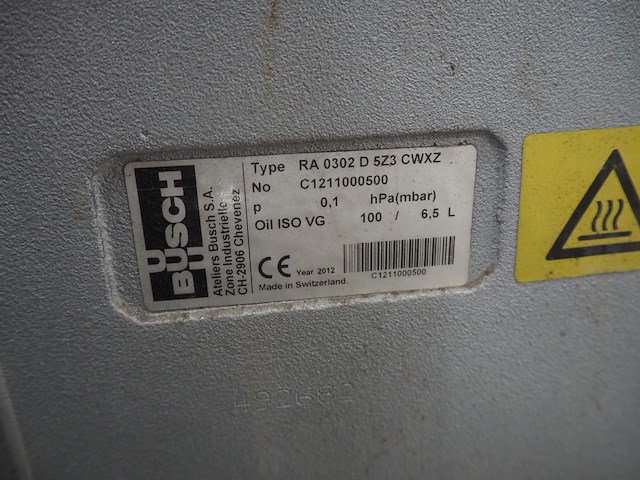 BUSCH
Ateliers Busch S.A.
Zone Industrielle
CH-2906 Chevenez
Type RA 0302 D 5Z3 CWXZ
No C1211000500
p 0,1 hPa(mbar)
Oil ISO VG 100 / 6,5 L
CE Year 2012
C1211000500
Made in Switzerland